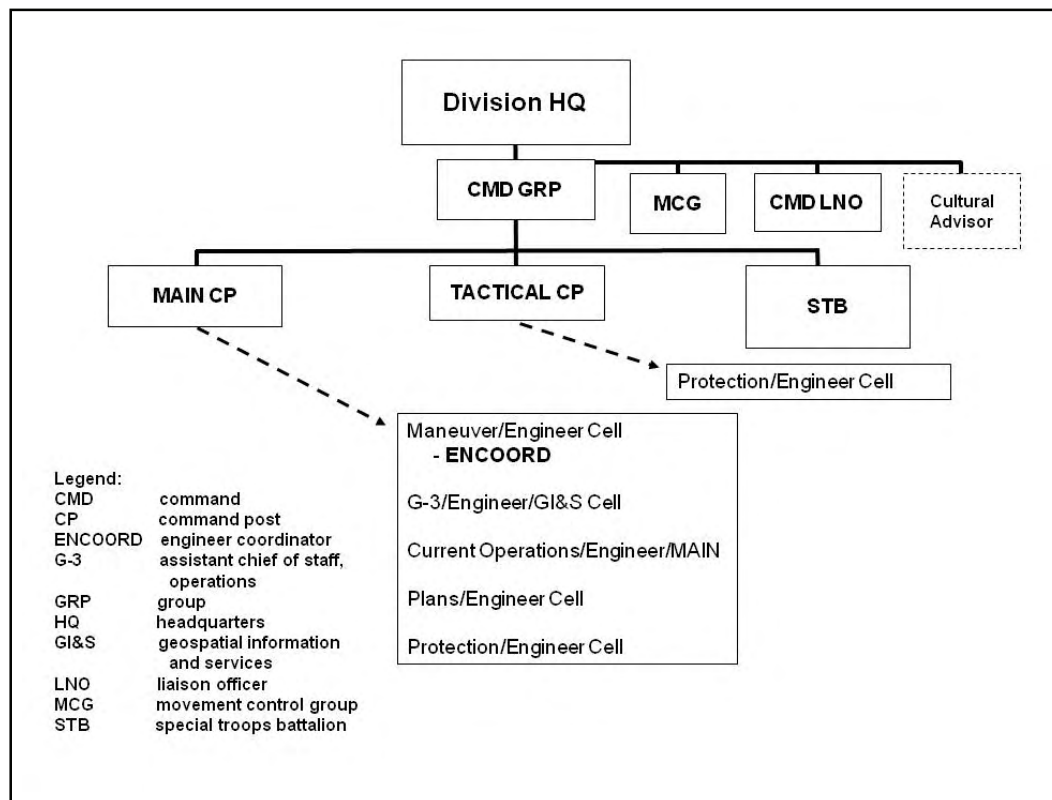 Division HQ
CMD GRP
MCG
CMD LNO
Cultural
Advisor
MAIN CP
TACTICAL CP
STB
Protection/Engineer Cell
Maneuver/Engineer Cell
- ENCOORD
G-3/Engineer/GI&S Cell
Current Operations/Engineer/MAIN
Plans/Engineer Cell
Protection/Engineer Cell
Legend:
CMD command
CP command post
ENCOORD engineer coordinator
G-3 assistant chief of staff,
operations
GRP group
HQ headquarters
GI&S geospatial information
and services
LNO liaison officer
MCG movement control group
STB special troops battalion